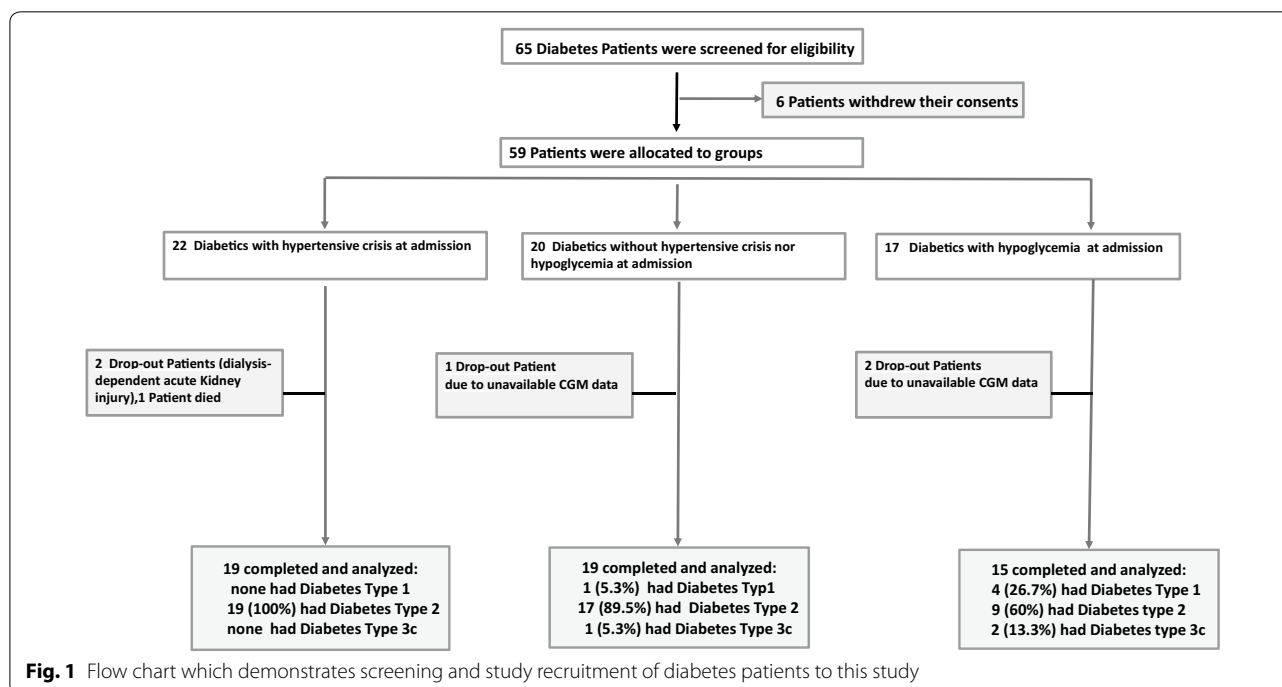 65 Diabetes Patients were screened for eligibility
6 Patients withdrew their consents
59 Patients were allocated to groups
22 Diabetics with hypertensive crisis at admission
20 Diabetics without hypertensive crisis nor
hypoglycemia at admission
17 Diabetics with hypoglycemia at admission
2 Drop-out Patients (dialysis-
dependent acute Kidney
injury),1 Patient died
1 Drop-out Patient
due to unavailable CGM data
2 Drop-out Patients
due to unavailable CGM data
19 completed and analyzed:
none had Diabetes Type 1
19 (100%) had Diabetes Type 2
none had Diabetes Type 3c
19 completed and analyzed:
1 (5.3%) had Diabetes Typ1
17 (89.5%) had Diabetes Type 2
1 (5.3%) had Diabetes Type 3c
15 completed and analyzed:
4 (26.7%) had Diabetes Type 1
9 (60%) had Diabetes type 2
2 (13.3%) had Diabetes type 3c
Fig. 1 Flow chart which demonstrates screening and study recruitment of diabetes patients to this study